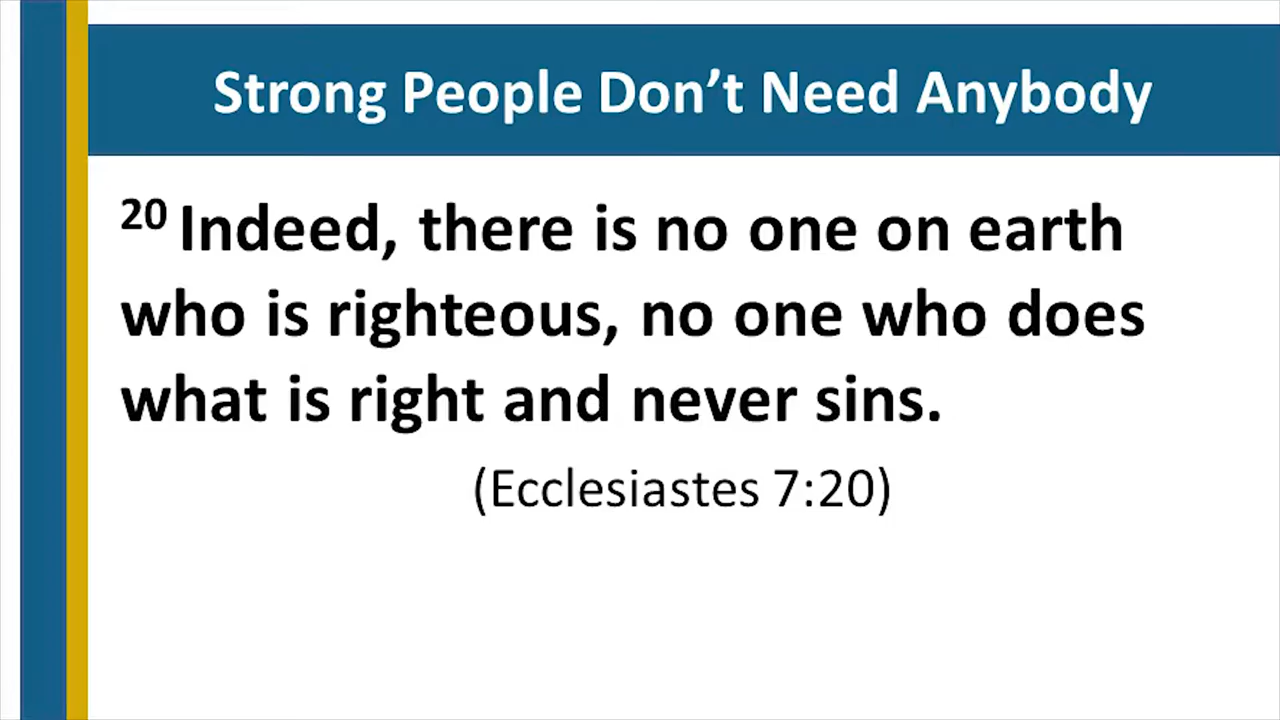 Strong People Don’t Need Anybody
20 Indeed, there is no one on earth
who is righteous, no one who does
what is right and never sins.
(Ecclesiastes 7:20)